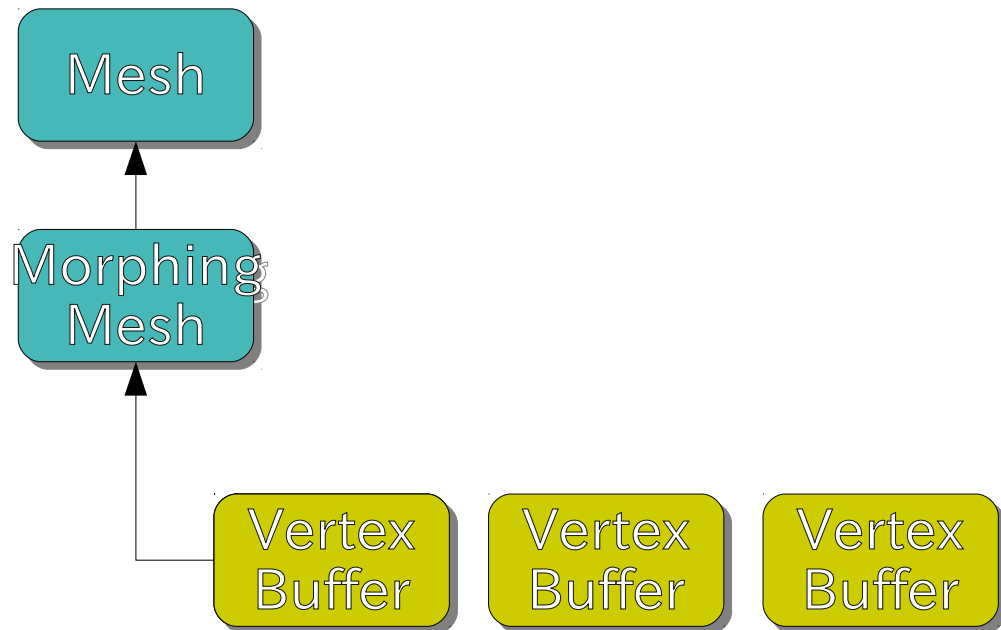 Mesh
Morphing
Mesh
Vertex
Buffer
Vertex
Buffer
Vertex
Buffer